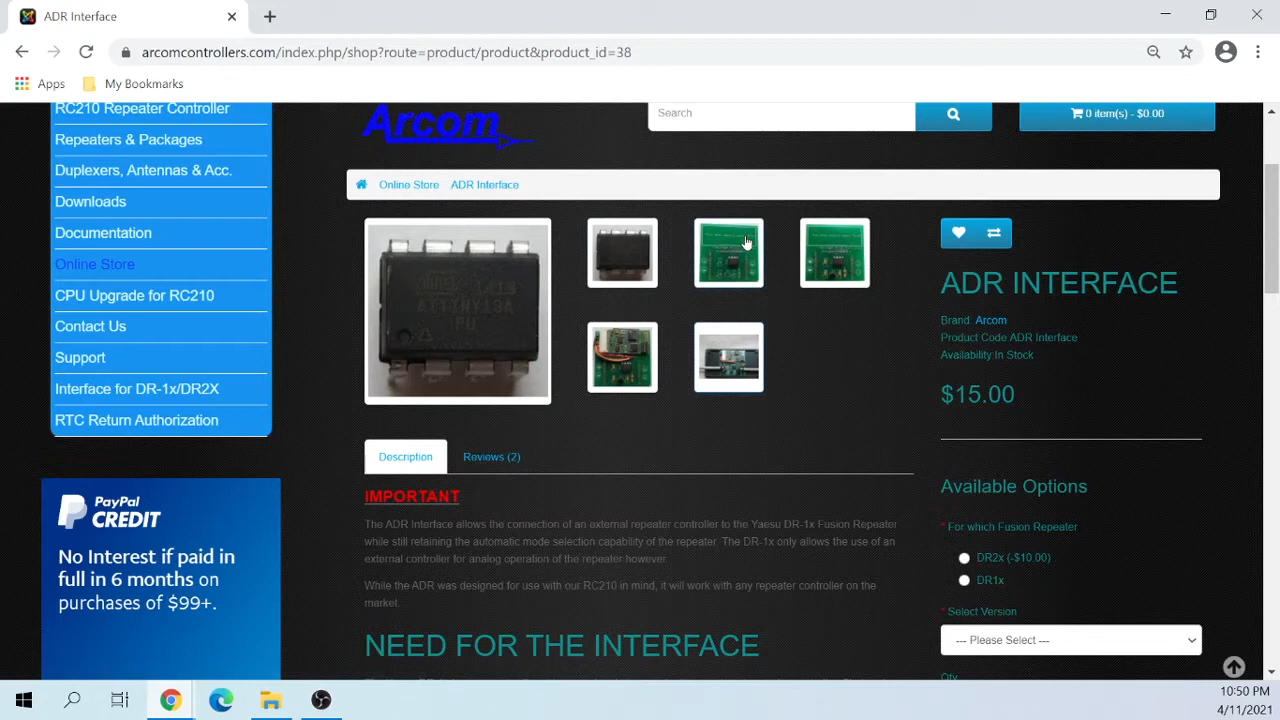 ADR Interface
arcomcontrollers.com/index.php/shop?route=product/product&product_id=38
Apps
My Bookmarks
RC210 Repeater Controller
Repeaters & Packages
Duplexers, Antennas & Acc.
Downloads
Documentation
Online Store
CPU Upgrade for RC210
Contact Us
Support
Interface for DR-1x/DR2X
RTC Return Authorization
PayPal
CREDIT
No Interest if paid in
full in 6 months on
purchases of $99+.
Arcom
Search
0 item(s) - $0.00
Online Store
ADR Interface
ATTINY13A
PU
Description
Reviews (2)
IMPORTANT
The ADR Interface allows the connection of an external repeater controller to the Yaesu DR-1x Fusion Repeater
while still retaining the automatic mode selection capability of the repeater. The DR-1x only allows the use of an
external controller for analog operation of the repeater however.
While the ADR was designed for use with our RC210 in mind, it will work with any repeater controller on the
market.
NEED FOR THE INTERFACE
ADR INTERFACE
Brand: Arcom
Product Code:ADR Interface
Availability:In Stock
$15.00
Available Options
* For which Fusion Repeater
DR2x (-$10.00)
DR1x
* Select Version
--- Please Select ---
Qty
10:50 PM
4/11/2021